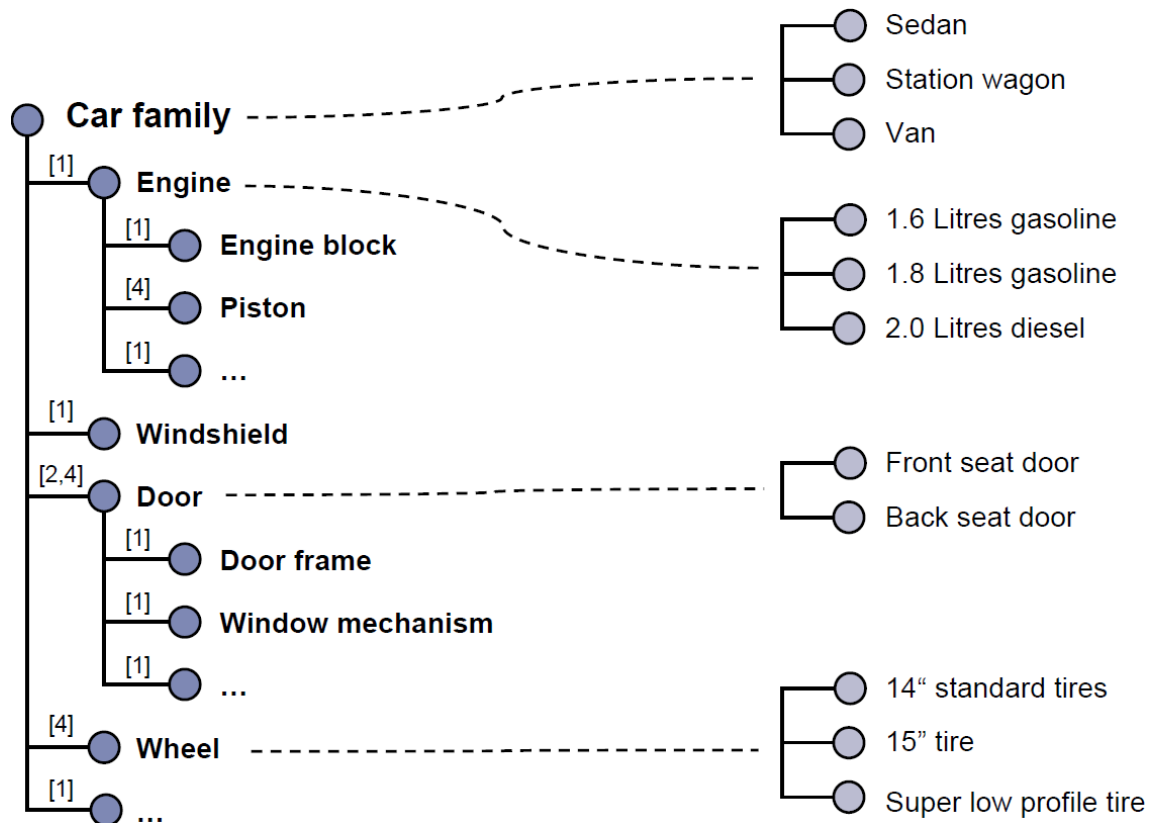 Sedan
Station wagon
Van
Car family
[1]
Engine
[1]
Engine block
[4]
Piston
[1]
...
1.6 Litres gasoline
1.8 Litres gasoline
2.0 Litres diesel
[1]
Windshield
[2,4]
Door
[1]
Door frame
[1]
Window mechanism
[1]
...
Front seat door
Back seat door
[4]
Wheel
[1]
...
14“ standard tires
15” tire
Super low profile tire